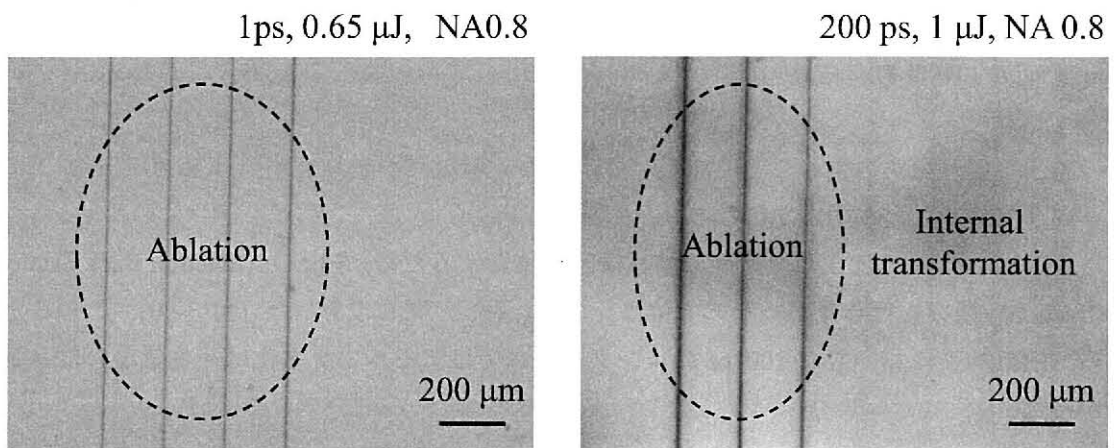 1ps, 0.65 μJ, NA0.8
200 ps, 1 μJ, NA 0.8
Ablation
200 μm
Ablation
Internal
transformation
200 μm